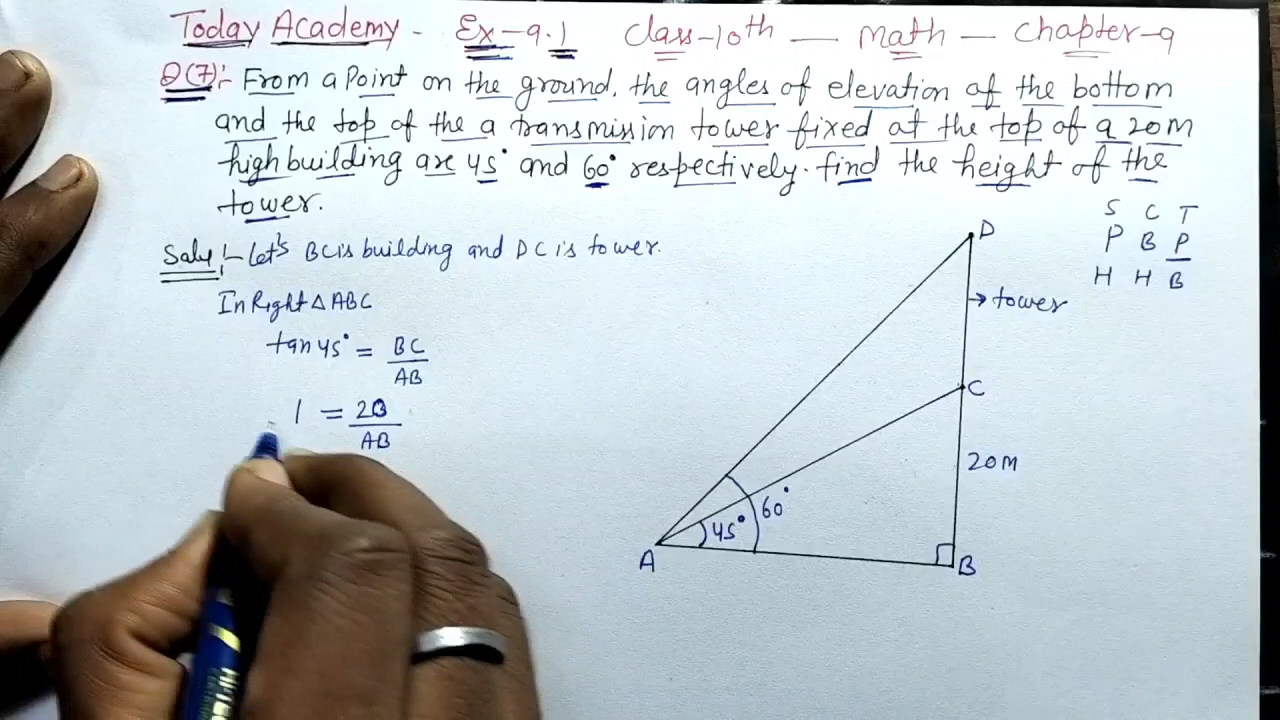 Today Academy - Ex-9.1 Class-10th — Math — Chapter-9
Q(7):- From a point on the ground, the angles of elevation of the bottom
and the top of the a transmission tower fixed at the top of a 20m
high building are 45° and 60° respectively. find the height of the
tower.
S C T
P B P
H H B
Solu:- Let's BC is building and DC is tower.
In Right △ ABC
tan 45° = BC
AB
1 = 20
AB
D
→ tower
C
20m
60°
45°
A
B